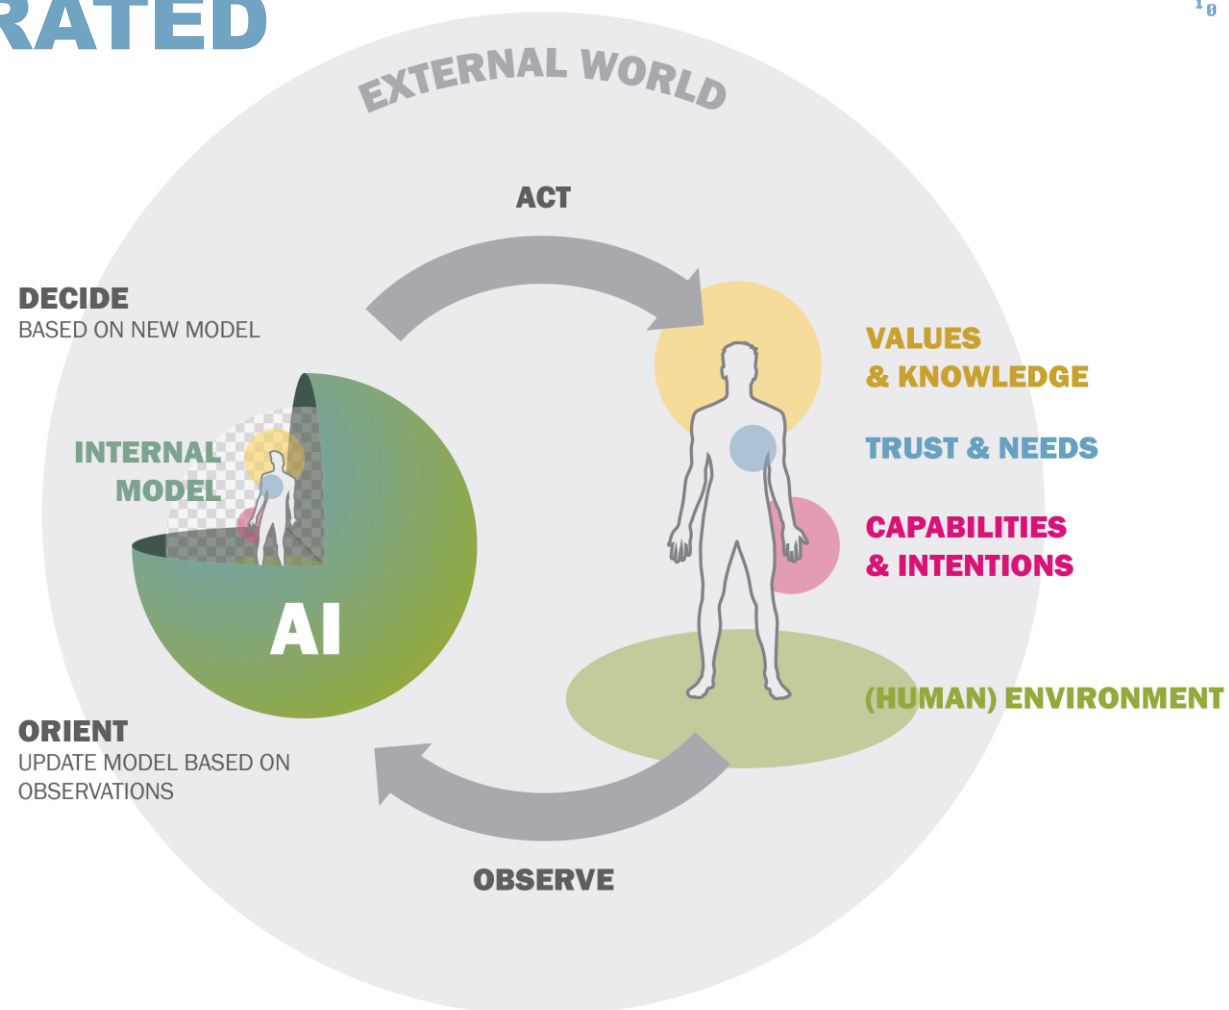 RATED
10
EXTERNAL WORLD
ACT
DECIDE
BASED ON NEW MODEL
VALUES
& KNOWLEDGE
INTERNAL
MODEL
TRUST & NEEDS
CAPABILITIES
& INTENTIONS
AI
(HUMAN) ENVIRONMENT
ORIENT
UPDATE MODEL BASED ON
OBSERVATIONS
OBSERVE